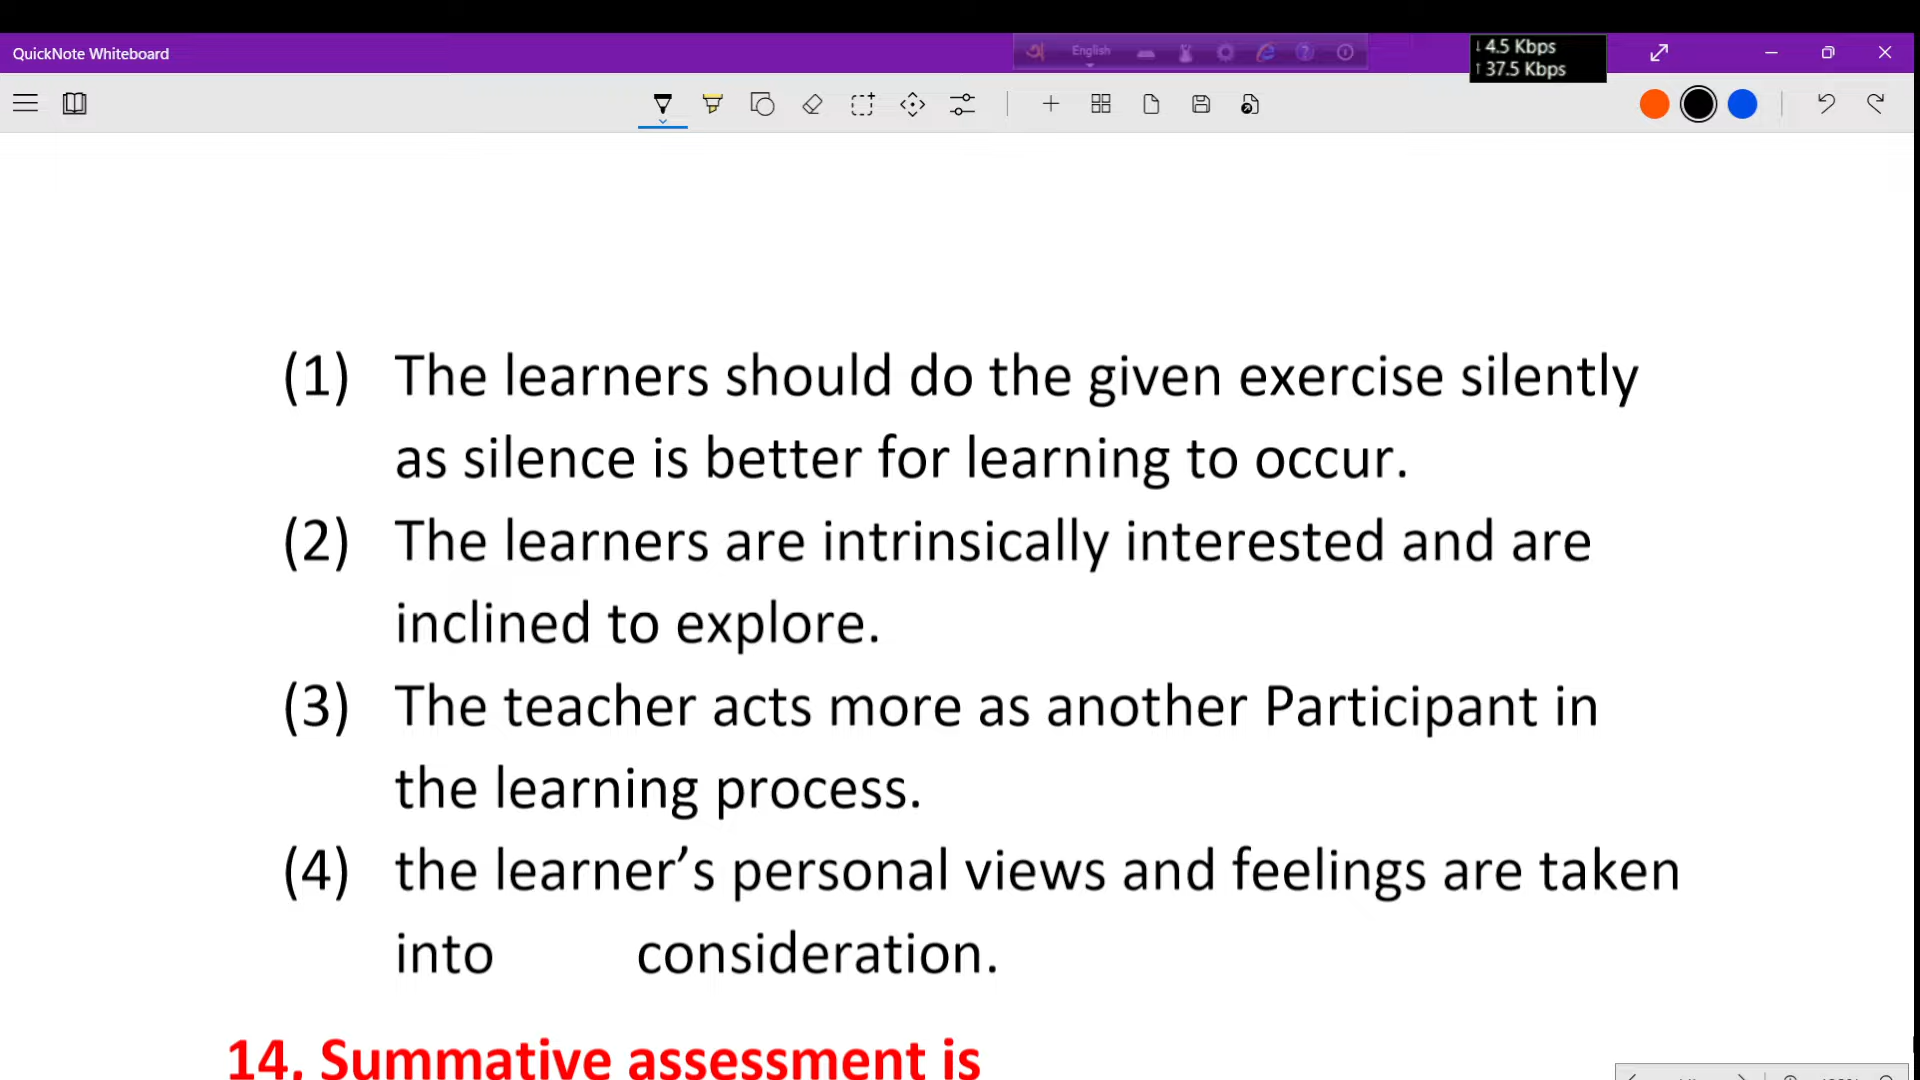 QuickNote Whiteboard
English
↓ 4.5 Kbps
↑ 37.5 Kbps
(1) The learners should do the given exercise silently
as silence is better for learning to occur.
(2) The learners are intrinsically interested and are
inclined to explore.
(3) The teacher acts more as another Participant in
the learning process.
(4) the learner’s personal views and feelings are taken
into consideration.
14. Summative assessment is